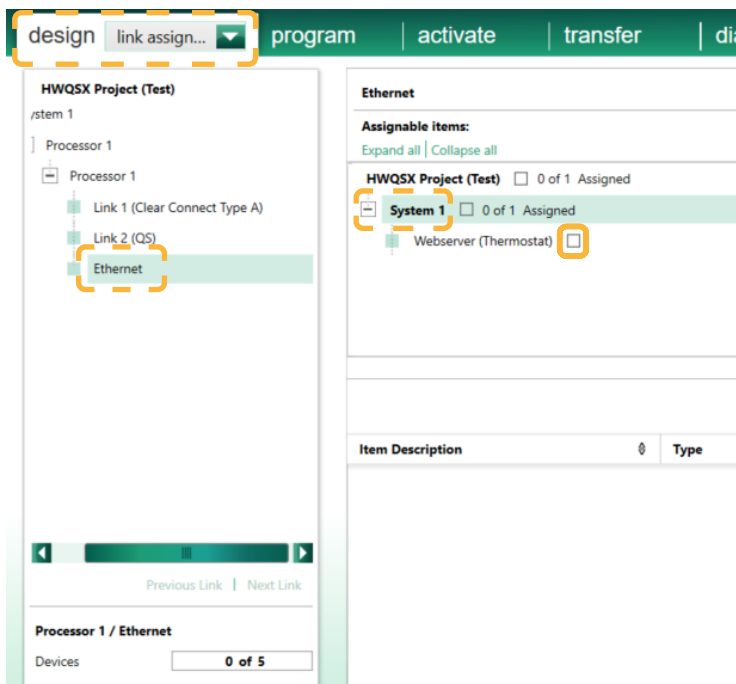 design link assign... program activate transfer
HWQSX Project (Test)
ystem 1
Processor 1
Processor 1
Link 1 (Clear Connect Type A)
Link 2 (QS)
Ethernet
Previous Link | Next Link
Processor 1 / Ethernet
Devices 0 of 5
Ethernet
Assignable items:
Expand all | Collapse all
HWQSX Project (Test) 0 of 1 Assigned
System 1 0 of 1 Assigned
Webserver (Thermostat)
Item Description Type